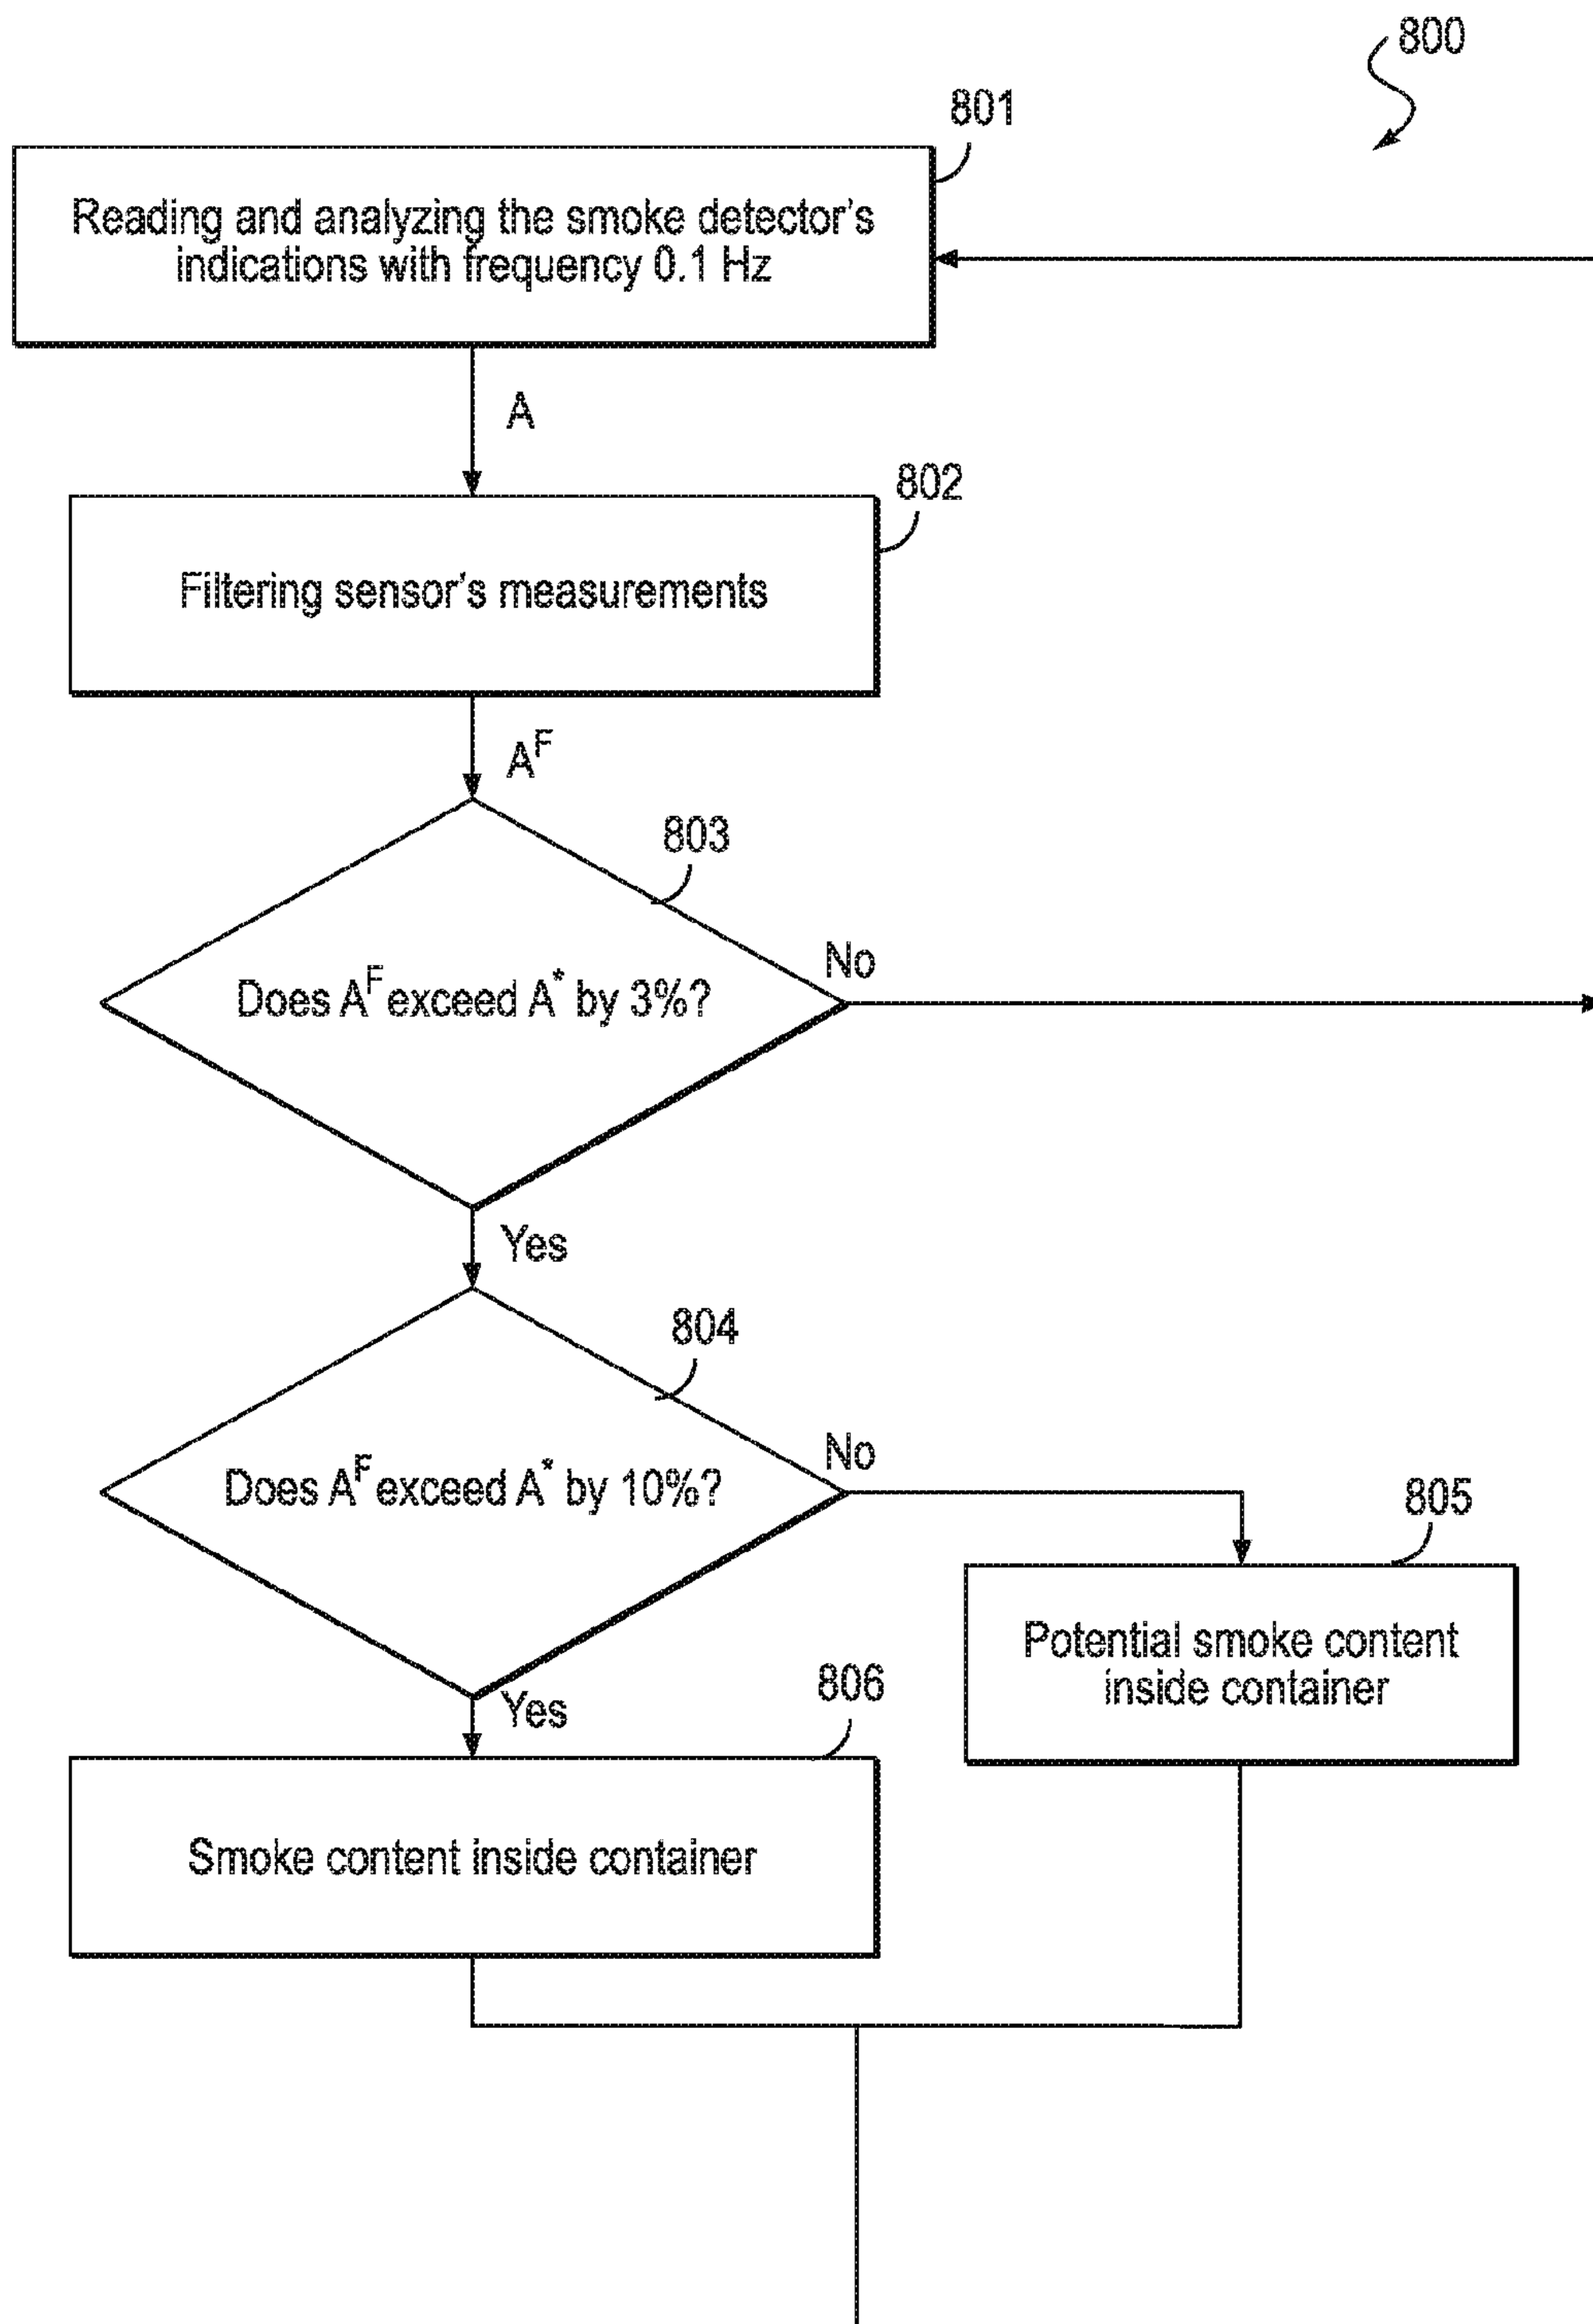 800
801
Reading and analyzing the smoke detector's
indications with frequency 0.1 Hz
A
802
Filtering sensor's measurements
A^F
803
No
Does A^F exceed A* by 3%?
Yes
804
No
Does A^F exceed A* by 10%?
805
Potential smoke content
inside container
Yes
806
Smoke content inside container